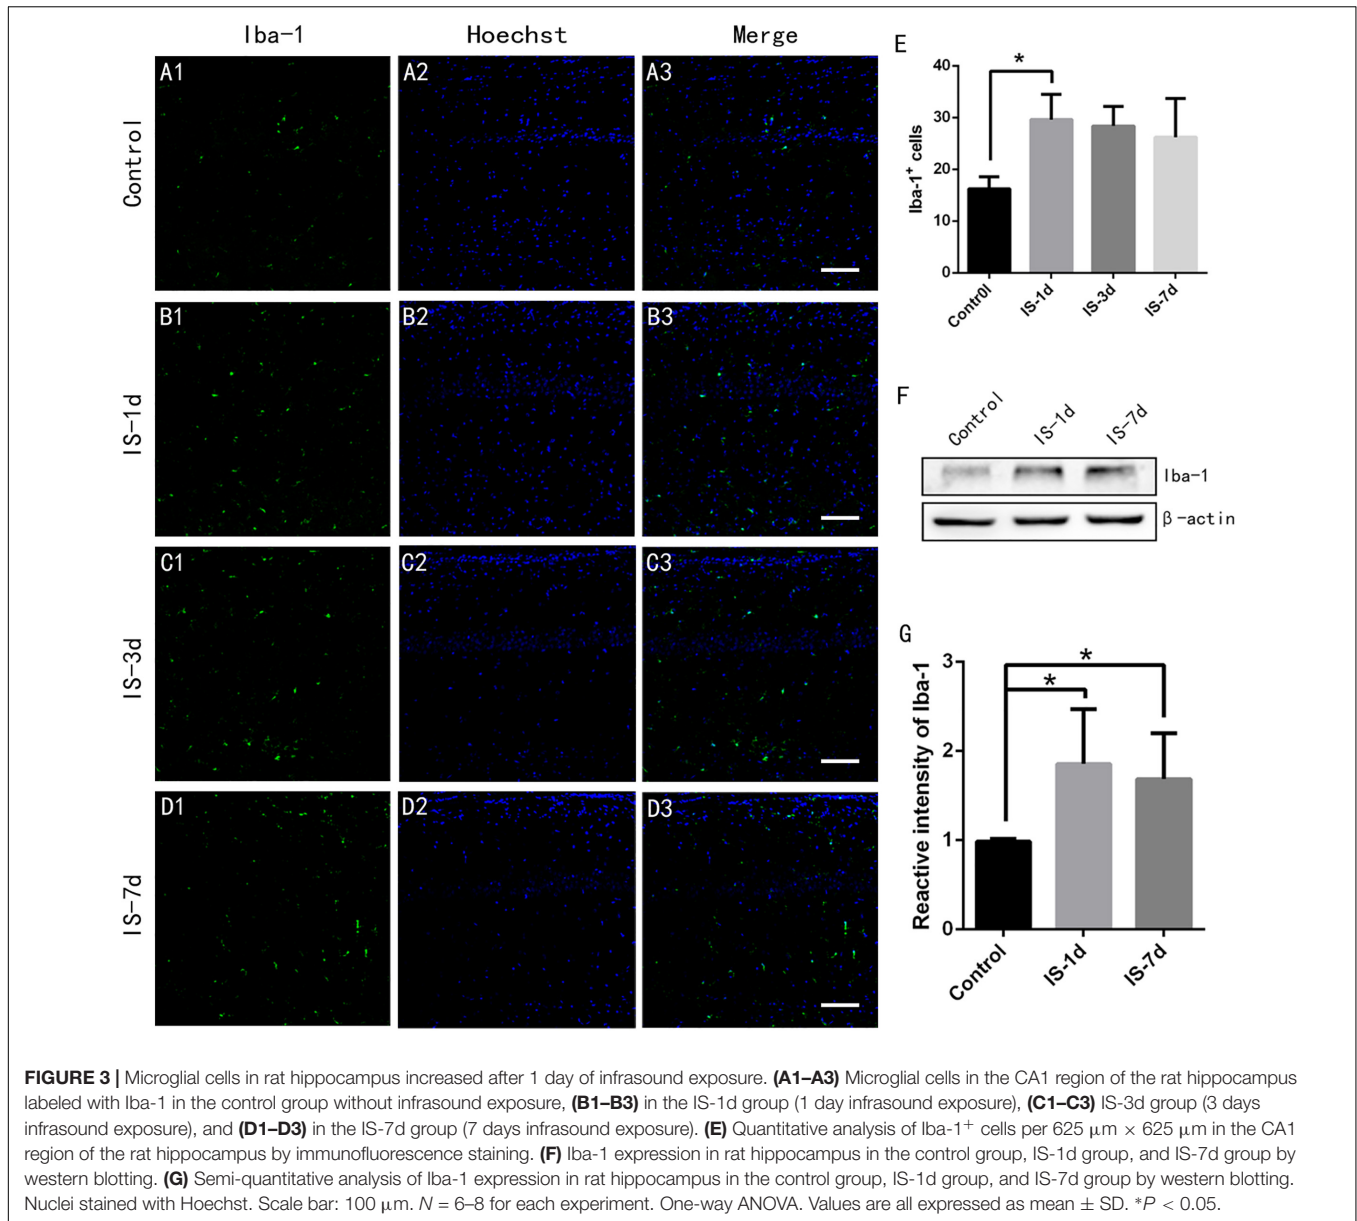 Iba-1 Hoechst Merge
Control
A1 A2 A3
IS-1d
B1 B2 B3
IS-3d
C1 C2 C3
IS-7d
D1 D2 D3
E
40
30
20
10
0
Iba-1⁺ cells
*
Contr0l IS-1d IS-3d IS-7d
F
Control IS-1d IS-7d
Iba-1
β-actin
G
3
2
1
0
Reactive intensity of Iba-1
*
*
Control IS-1d IS-7d
FIGURE 3 | Microglial cells in rat hippocampus increased after 1 day of infrasound exposure. (A1–A3) Microglial cells in the CA1 region of the rat hippocampus
labeled with Iba-1 in the control group without infrasound exposure, (B1–B3) in the IS-1d group (1 day infrasound exposure), (C1–C3) IS-3d group (3 days
infrasound exposure), and (D1–D3) in the IS-7d group (7 days infrasound exposure). (E) Quantitative analysis of Iba-1⁺ cells per 625 μm × 625 μm in the CA1
region of the rat hippocampus by immunofluorescence staining. (F) Iba-1 expression in rat hippocampus in the control group, IS-1d group, and IS-7d group by
western blotting. (G) Semi-quantitative analysis of Iba-1 expression in rat hippocampus in the control group, IS-1d group, and IS-7d group by western blotting.
Nuclei stained with Hoechst. Scale bar: 100 μm. N = 6–8 for each experiment. One-way ANOVA. Values are all expressed as mean ± SD. *P < 0.05.